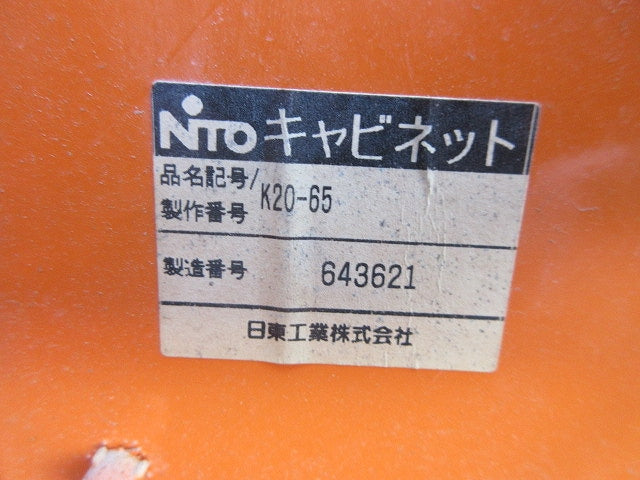 NITO キャビネット
品名記号/
製作番号 K20-65
製造番号 643621
日東工業株式会社